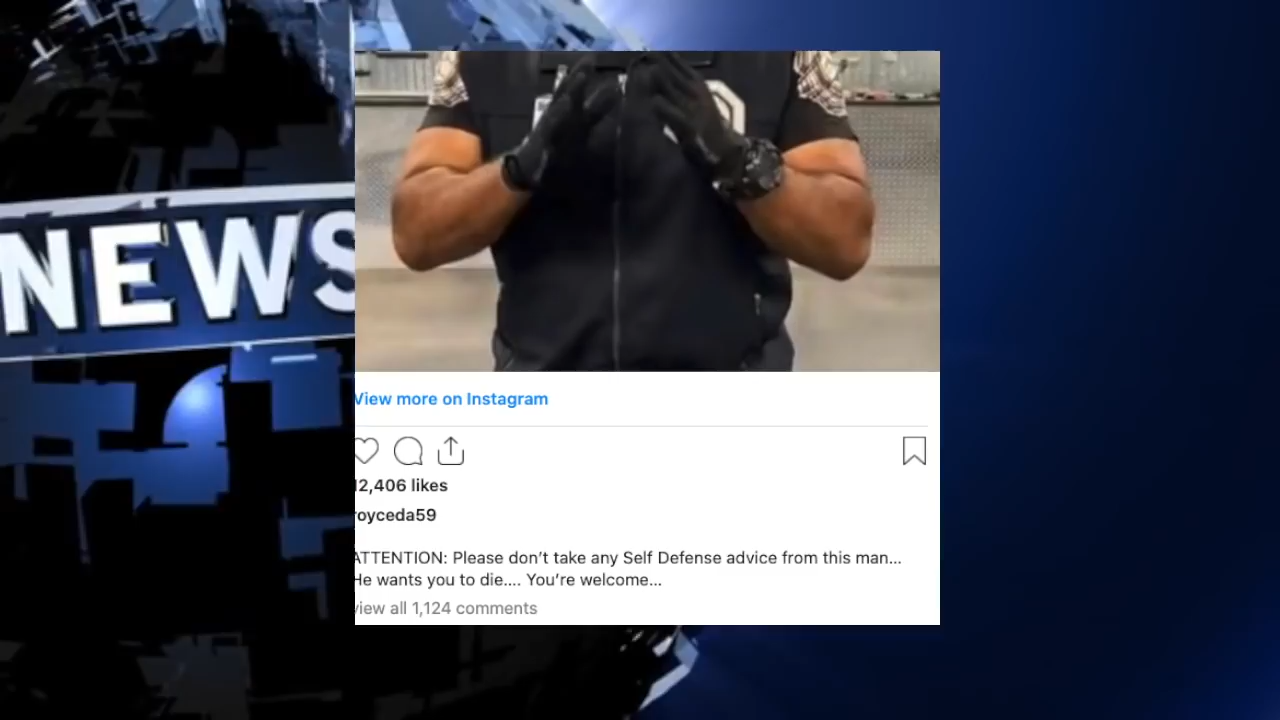 NEWS
View more on Instagram
12,406 likes
royceda59
ATTENTION: Please don't take any Self Defense advice from this man...
He wants you to die.... You're welcome...
view all 1,124 comments